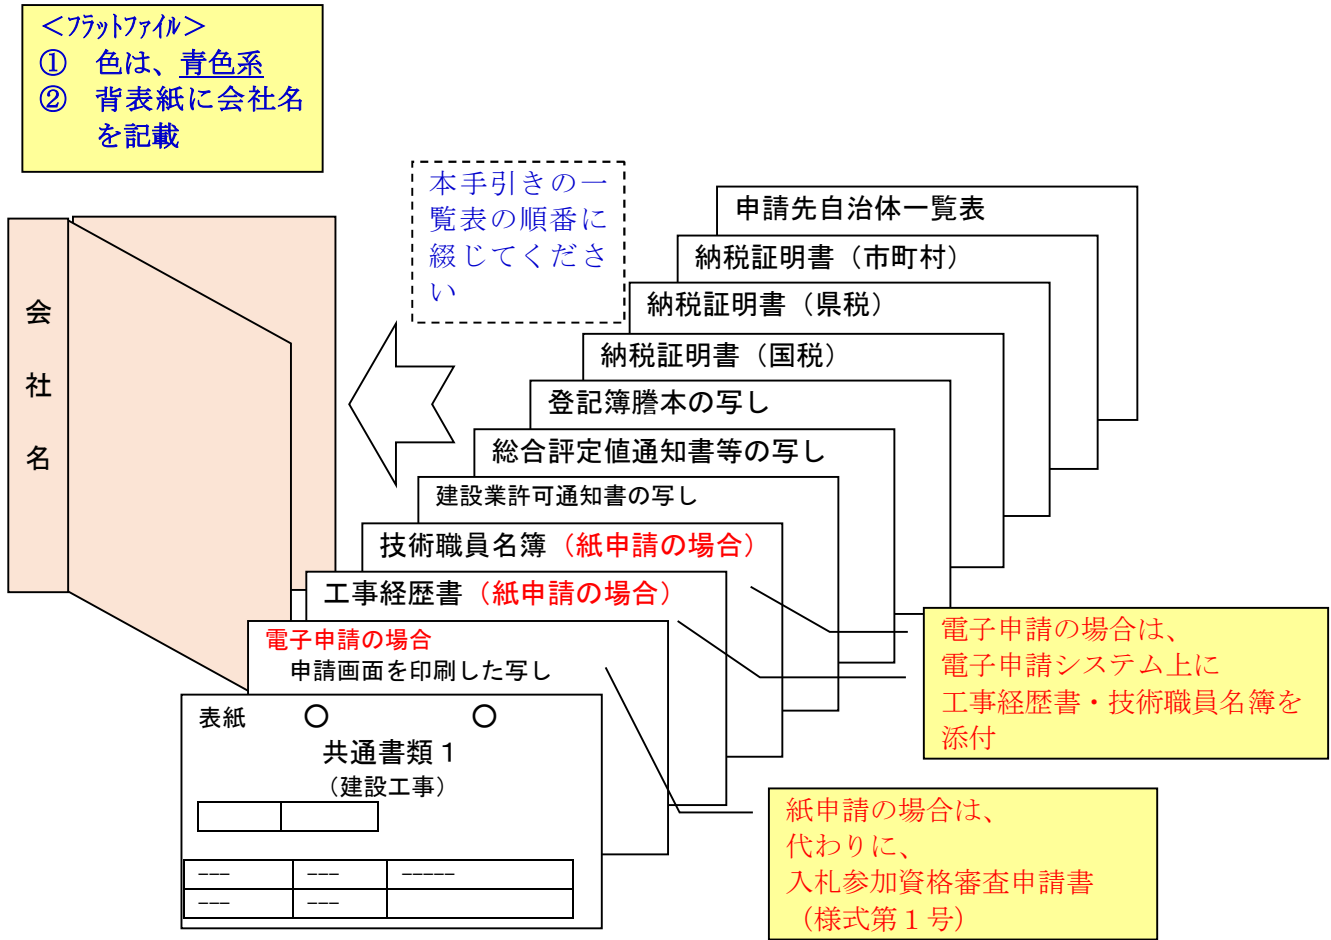 ＜フラットファイル＞
① 色は、青色系
② 背表紙に会社名
を記載
本手引きの一
覧表の順番に
綴じてくださ
い
会
社
名
申請先自治体一覧表
納税証明書（市町村）
納税証明書（県税）
納税証明書（国税）
登記簿謄本の写し
総合評定値通知書等の写し
建設業許可通知書の写し
技術職員名簿（紙申請の場合）
工事経歴書（紙申請の場合）
電子申請の場合
申請画面を印刷した写し
表紙 ○ ○
共通書類１
（建設工事）
--- --- -----
--- ---
電子申請の場合は、
電子申請システム上に
工事経歴書・技術職員名簿を
添付
紙申請の場合は、
代わりに、
入札参加資格審査申請書
（様式第１号）